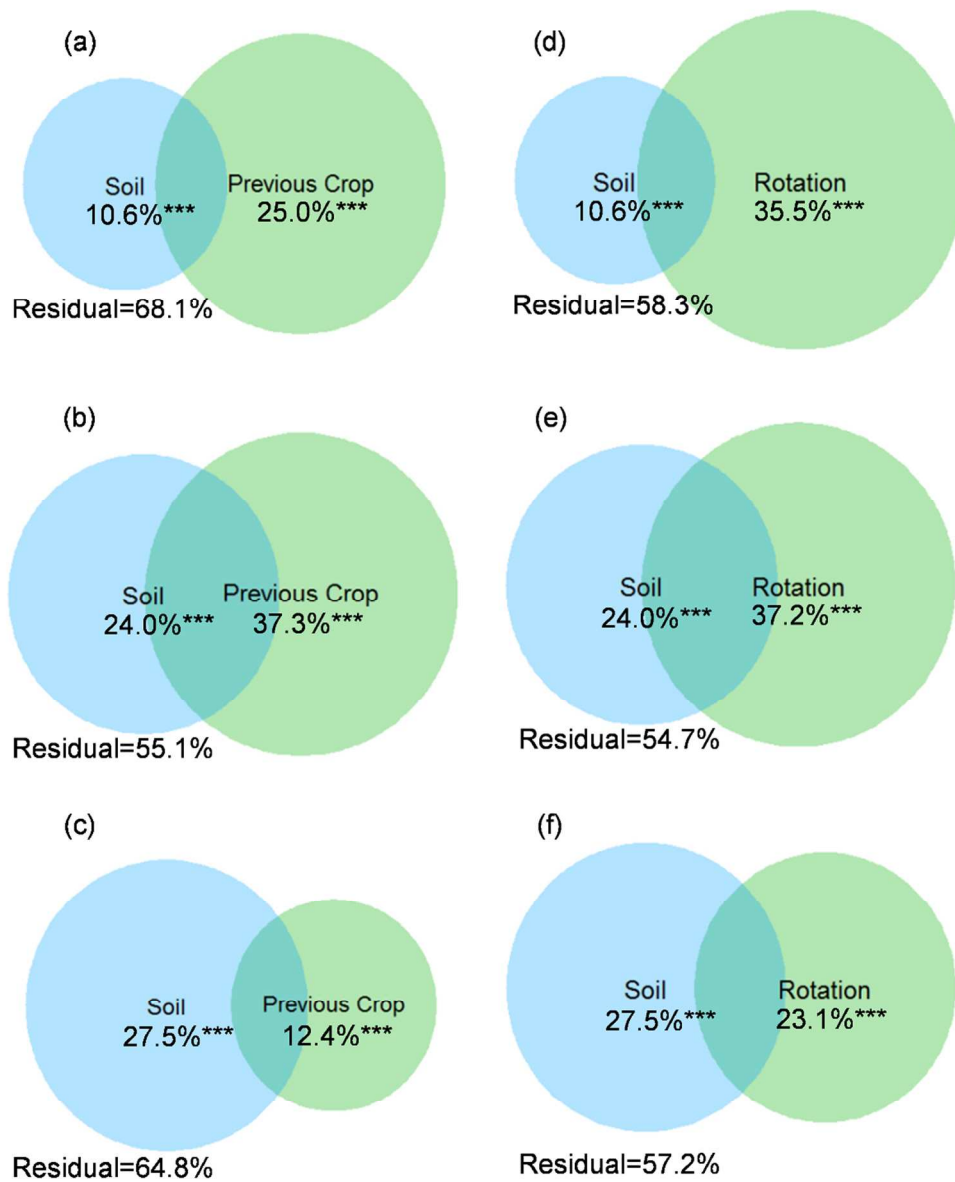 (a)
Soil
10.6%***
Previous Crop
25.0%***
Residual=68.1%
(d)
Soil
10.6%***
Rotation
35.5%***
Residual=58.3%
(b)
Soil
24.0%***
Previous Crop
37.3%***
Residual=55.1%
(e)
Soil
24.0%***
Rotation
37.2%***
Residual=54.7%
(c)
Soil
27.5%***
Previous Crop
12.4%***
Residual=64.8%
(f)
Soil
27.5%***
Rotation
23.1%***
Residual=57.2%